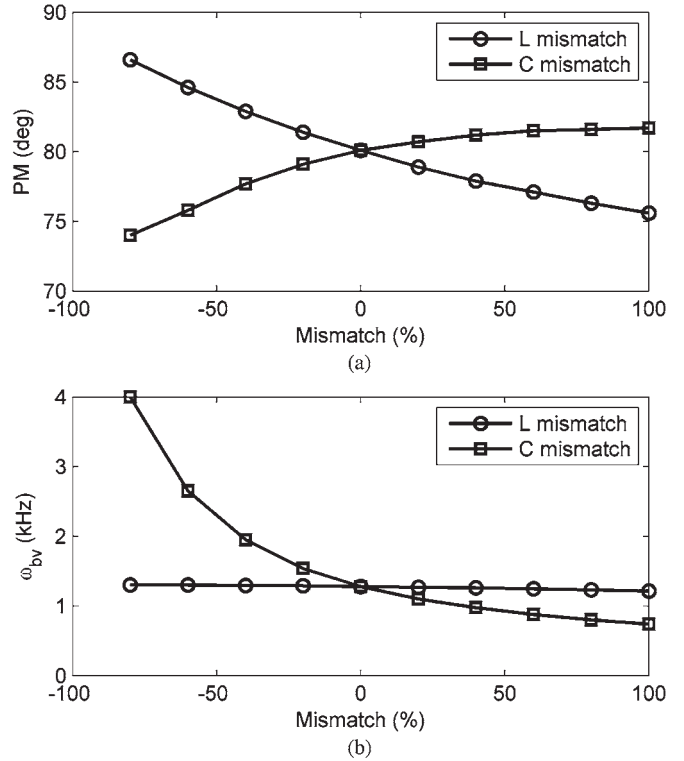 90
85
80
75
70
PM (deg)
L mismatch
C mismatch
-100
-50
0
50
100
Mismatch (%)
(a)
4
3
2
1
0
ω_bv (kHz)
L mismatch
C mismatch
-100
-50
0
50
100
Mismatch (%)
(b)